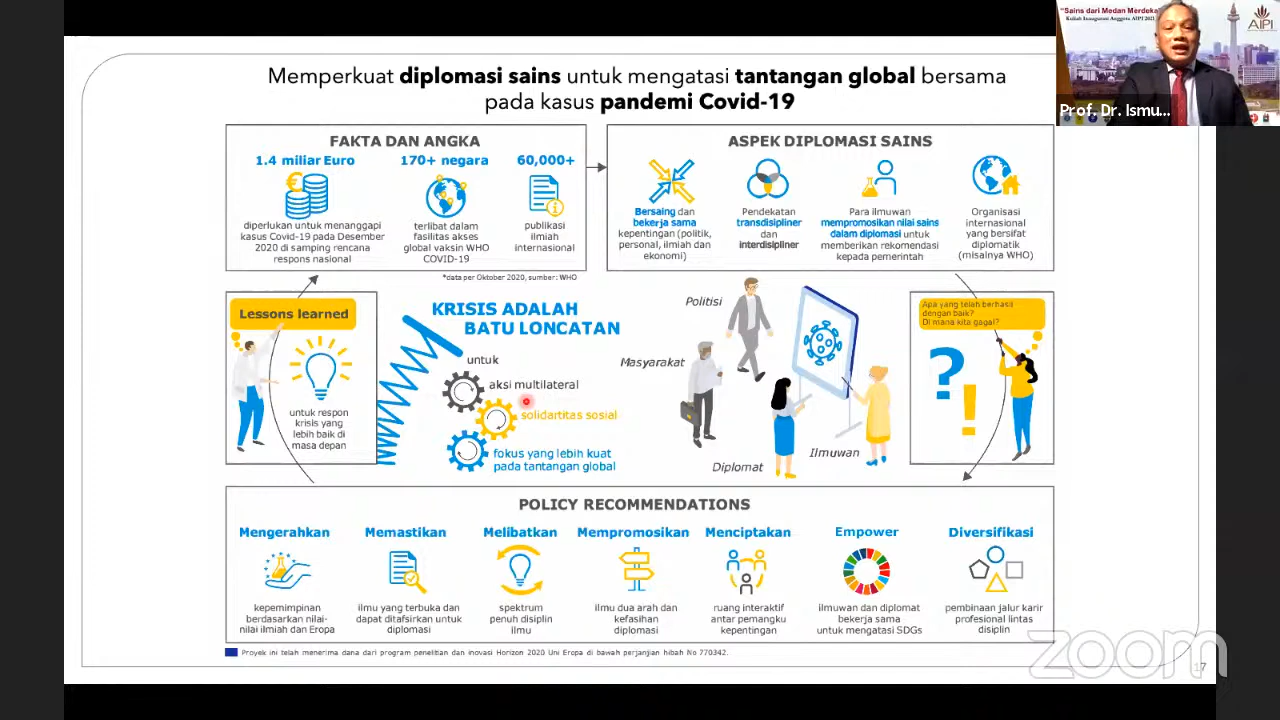 "Sains dari Medan Merdeka"
Kuliah Inaugurasi Anggota AIPI 2021
AIPI
Prof. Dr. Ismu...
Memperkuat diplomasi sains untuk mengatasi tantangan global bersama
pada kasus pandemi Covid-19
FAKTA DAN ANGKA
1.4 miliar Euro
diperlukan untuk menanggapi
kasus Covid-19 pada Desember
2020 di samping rencana
respons nasional
170+ negara
terlibat dalam
fasilitas akses
global vaksin WHO
COVID-19
60,000+
publikasi
ilmiah
internasional
*data per Oktober 2020, sumber: WHO
ASPEK DIPLOMASI SAINS
Bersaing dan
bekerja sama
kepentingan (politik,
personal, ilmiah dan
ekonomi)
Pendekatan
transdisipliner
dan
interdisipliner
Para ilmuwan
mempromosikan nilai sains
dalam diplomasi untuk
memberikan rekomendasi
kepada pemerintah
Organisasi
internasional
yang bersifat
diplomatik
(misalnya WHO)
Lessons learned
untuk respon
krisis yang
lebih baik di
masa depan
KRISIS ADALAH
BATU LONCATAN
untuk
aksi multilateral
solidartitas sosial
fokus yang lebih kuat
pada tantangan global
Politisi
Masyarakat
Diplomat
Ilmuwan
Apa yang telah berhasil
dengan baik?
Di mana kita gagal?
?
!
POLICY RECOMMENDATIONS
Mengerahkan
kepemimpinan
berdasarkan nilai-
nilai ilmiah dan Eropa
Memastikan
ilmu yang terbuka dan
dapat ditafsirkan untuk
diplomasi
Melibatkan
spektrum
penuh disiplin
ilmu
Mempromosikan
ilmu dua arah dan
kefasihan
diplomasi
Menciptakan
ruang interaktif
antar pemangku
kepentingan
Empower
ilmuwan dan diplomat
bekerja sama
untuk mengatasi SDGs
Diversifikasi
pembinaan jalur karir
profesional lintas
disiplin
Proyek ini telah menerima dana dari program penelitian dan inovasi Horizon 2020 Uni Eropa di bawah perjanjian hibah No 770342.
zoom
17